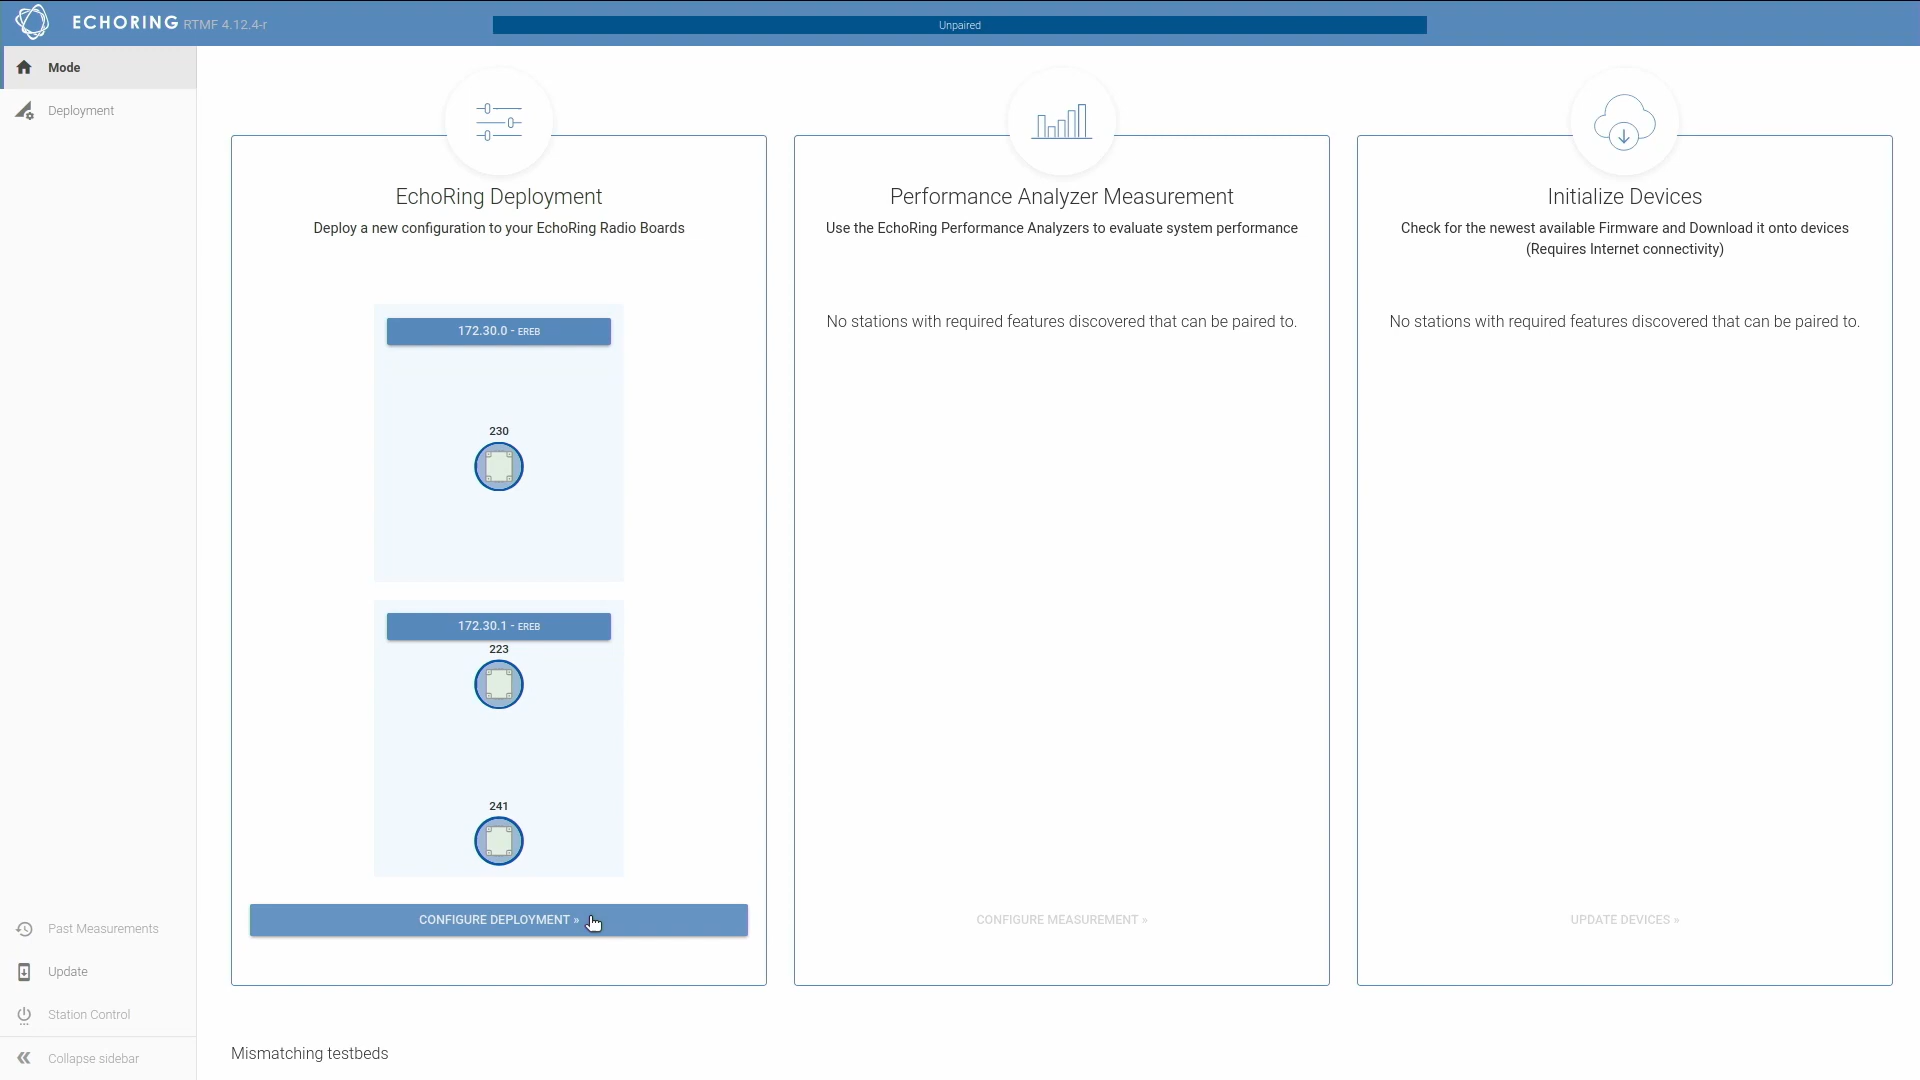 ECHORING RTMF 4.12.4-r
Unpaired
Mode
Deployment
EchoRing Deployment
Deploy a new configuration to your EchoRing Radio Boards
172.30.0 - EREB
230
172.30.1 - EREB
223
241
CONFIGURE DEPLOYMENT »
Performance Analyzer Measurement
Use the EchoRing Performance Analyzers to evaluate system performance
No stations with required features discovered that can be paired to.
CONFIGURE MEASUREMENT »
Initialize Devices
Check for the newest available Firmware and Download it onto devices
(Requires Internet connectivity)
No stations with required features discovered that can be paired to.
UPDATE DEVICES »
Past Measurements
Update
Station Control
Collapse sidebar
Mismatching testbeds